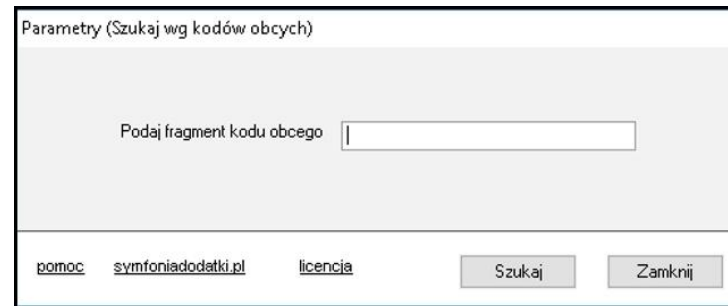 Parametry (Szukaj wg kodów obcych)
Podaj fragment kodu obcego
pomoc symfoniadodatki.pl licencja Szukaj Zamknij